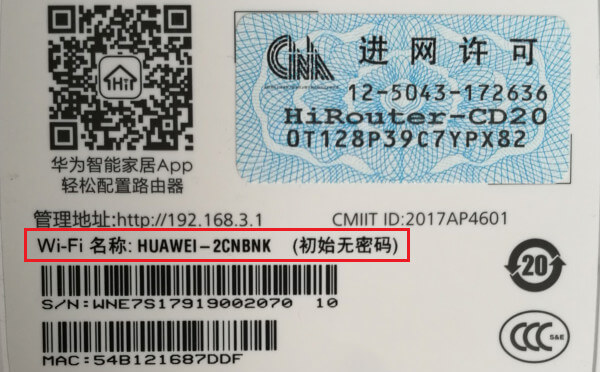 进网许可
12-5043-172636
HiRouter-CD20
OT128P39C7YPX82
1HiT
华为智能家居App
轻松配置路由器
管理地址:http://192.168.3.1 CMIIT ID:2017AP4601
Wi-Fi 名称: HUAWEI-2CNBNK (初始无密码)
20
S/N:WNE7S17919002070 10
CCC S&E
MAC:54B121687DDF